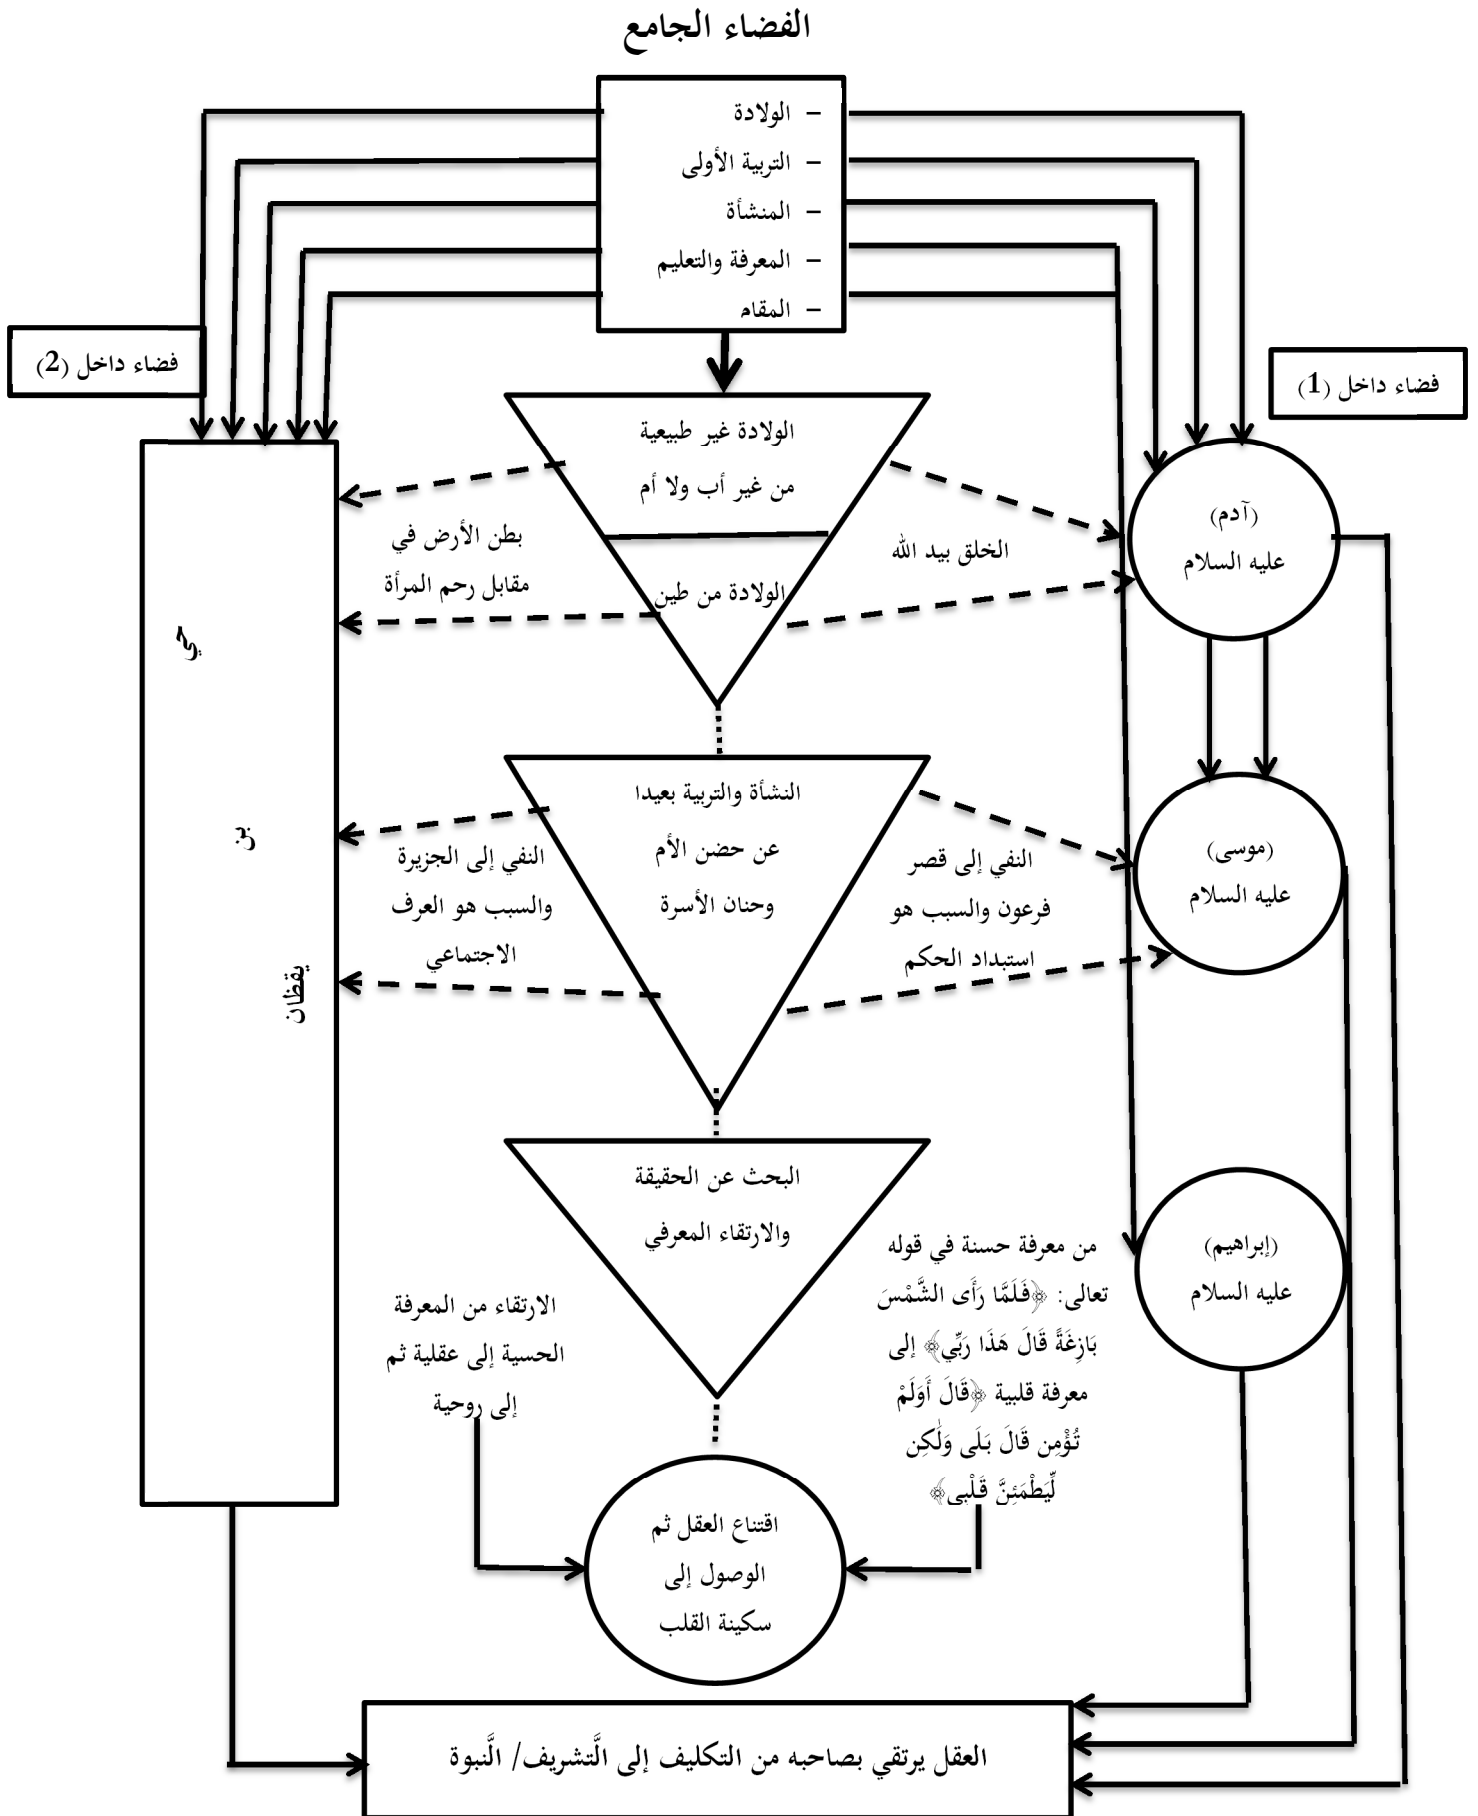 الفضاء الجامع
- الولادة
- التربية الأولى
- المنشأة
- المعرفة والتعليم
- المقام
فضاء داخل (1)
فضاء داخل (2)
الولادة غير طبيعية
من غير أب ولا أم
الولادة من طين
الخلق بيد الله
بطن الأرض في
مقابل رحم المرأة
(آدم)
عليه السلام
حي
بن
يقظان
النشأة والتربية بعيدا
عن حضن الأم
وحنان الأسرة
النفي إلى قصر
فرعون والسبب هو
استبداد الحكم
النفي إلى الجزيرة
والسبب هو العرف
الاجتماعي
(موسى)
عليه السلام
البحث عن الحقيقة
والارتقاء المعرفي
من معرفة حسنة في قوله
تعالى: ﴿فَلَمَّا رَأَى الشَّمْسَ
بَازِغَةً قَالَ هَذَا رَبِّي﴾ إلى
معرفة قلبية ﴿قَالَ أَوَلَمْ
تُؤْمِن قَالَ بَلَى وَلَٰكِن
لِّيَطْمَئِنَّ قَلْبِي﴾
الارتقاء من المعرفة
الحسية إلى عقلية ثم
إلى روحية
(إبراهيم)
عليه السلام
اقتناع العقل ثم
الوصول إلى
سكينة القلب
العقل يرتقي بصاحبه من التكليف إلى الَّتشريف/ الَّنبوة